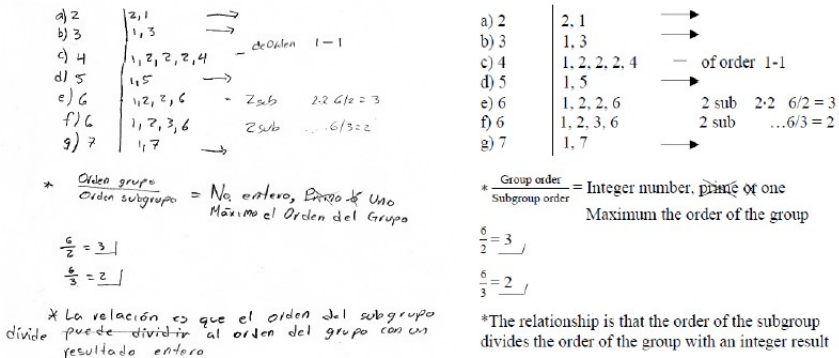 a) 2 2, 1
b) 3 1, 3
c) 4 1, 2, 2, 2, 4 – de Orden 1-1
d) 5 1, 5
e) 6 1, 2, 2, 6 - 2 sub 2·2 6/2 = 3
f) 6 1, 2, 3, 6 2 sub ... 6/3 = 2
g) 7 1, 7
* Orden grupo
Orden subgrupo
= No. entero, Primo o Uno
Máximo el Orden del Grupo
6/2 = 3
6/3 = 2
* La relación es que el orden del subgrupo
divide puede dividir al orden del grupo con un
resultado entero
a) 2 2, 1
b) 3 1, 3
c) 4 1, 2, 2, 2, 4 — of order 1-1
d) 5 1, 5
e) 6 1, 2, 2, 6 2 sub 2·2 6/2 = 3
f) 6 1, 2, 3, 6 2 sub …6/3 = 2
g) 7 1, 7
* Group order
Subgroup order
= Integer number, prime or one
Maximum the order of the group
6/2 = 3
6/3 = 2
*The relationship is that the order of the subgroup
divides the order of the group with an integer result